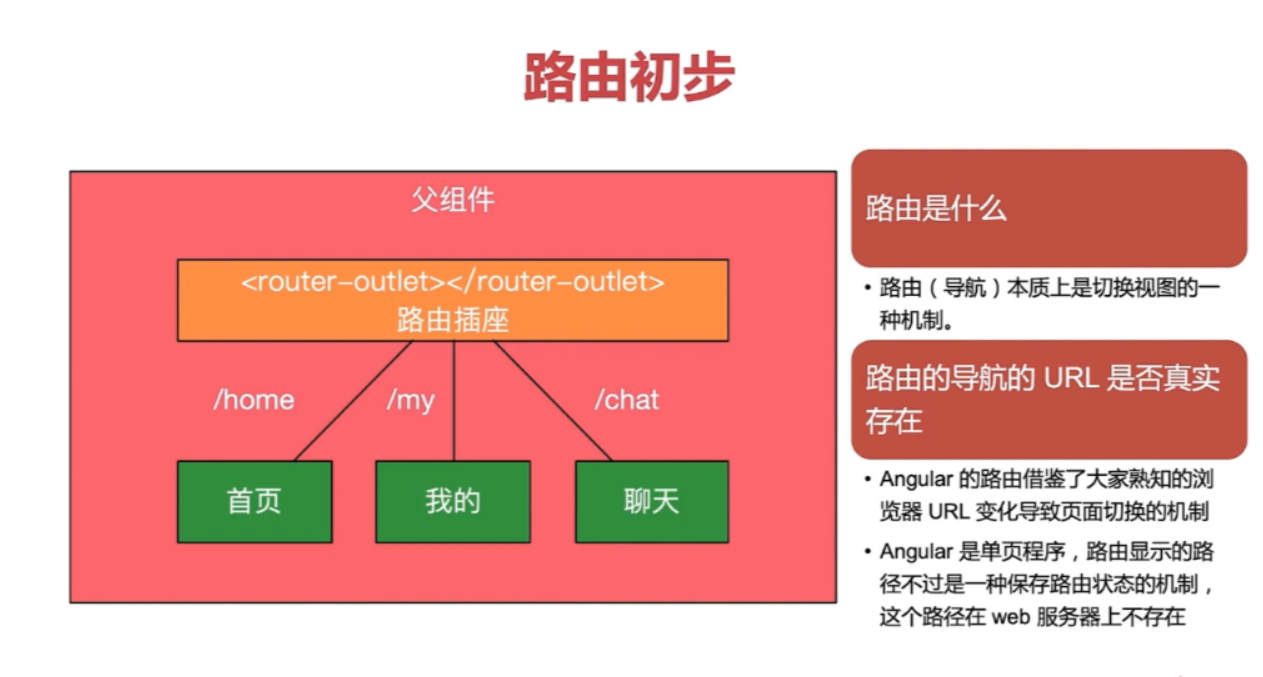 路由初步
父组件
<router-outlet></router-outlet>
路由插座
/home
/my
/chat
首页
我的
聊天
路由是什么
• 路由（导航）本质上是切换视图的一
种机制。
路由的导航的 URL 是否真实
存在
• Angular 的路由借鉴了大家熟知的浏
览器 URL 变化导致页面切换的机制
• Angular 是单页程序，路由显示的路
径不过是一种保存路由状态的机制，
这个路径在 web 服务器上不存在